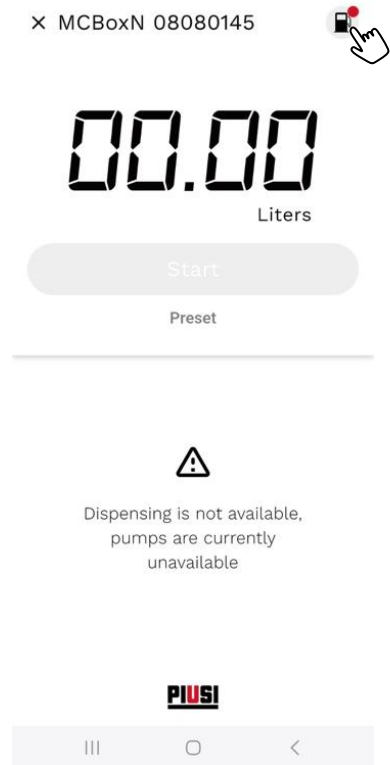 MCBoxN 08080145
00.00
Liters
Start
Preset
Dispensing is not available,
pumps are currently
unavailable
PIUSI